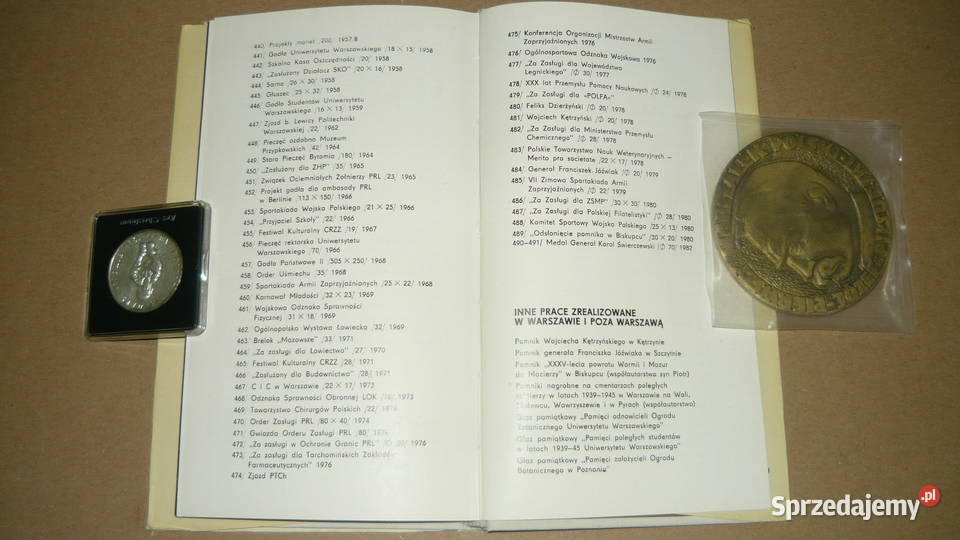 440. Projekty monet /200/ 1957.8
441/ Godło Uniwersytetu Warszawskiego /18 × 15/ 1958
442/ Szkolna Kasa Oszczędności /20/ 1958
443/ „Zasłużony Działacz SKO" /20 × 16/ 1958
444/ Sarna /26 × 30/ 1958
445/ Głuszec /25 × 32/ 1958
446/ Godło Studentów Uniwersytetu
Warszawskiego /16 × 13/ 1959
447/ Zjazd b. Lewicy Politechniki
Warszawskiej /22/ 1962
448/ Pieczęć ozdobna Muzeum
Przypkowskich /42/ 1964
449/ Stara Pieczęć Bytomia /180/ 1964
450/ „Zasłużony dla ZHP" /35/ 1965
451/ Związek Ociemniałych Żołnierzy PRL /23/ 1965
452/ Projekt godła dla ambasady PRL
w Berlinie /113 × 150/ 1966
453/ Spartakiada Wojska Polskiego /21 × 25/ 1966
454/ „Przyjaciel Szkoły" /22/ 1966
455/ Festiwal Kulturalny CRZZ /19/ 1967
456/ Pieczęć rektorska Uniwersytetu
Warszawskiego /70/ 1966
457/ Godło Państwowe II /305 × 250/ 1968
458/ Order Uśmiechu /35/ 1968
459/ Spartakiada Armii Zaprzyjaźnionych /25 × 22/ 1968
460/ Karnawał Młodości /32 × 23/ 1969
461/ Wojskowa Odznaka Sprawności
Fizycznej /31 × 18/ 1969
462/ Ogólnopolska Wystawa Łowiecka /32/ 1969
463/ Brelok „Mazowsze" /33/ 1971
464/ „Za zasługi dla Łowiectwa" /27/ 1970
465/ Festiwal Kulturalny CRZZ /28/ 1971
466/ „Zasłużony dla Budownictwa" /28/ 1971
467/ C I C w Warszawie /22 × 17/ 1973
468/ Odznaka Sprawności Obronnej LOK / 1973
469/ Towarzystwo Chirurgów Polskich /22/
470/ Order Zasługi PRL /80 × 40/ 1974
471/ Gwiazda Orderu Zasługi PRL /80/
472/ „Za zasługi w Ochronie Granic PRL" 1976
473/ „Za zasługi dla Tarchomińskich Zakładów
Farmaceutycznych" 1976
474/ Zjazd PTCh
475/ Konferencja Organizacji Mistrzostw Armii
Zaprzyjaźnionych 1976
476/ Ogólnosportowa Odznaka Wojskowa 1976
477/ „Za Zasługi dla Województwa
Legnickiego" /∅ 30/ 1977
478/ XXX lat Przemysłu Pomocy Naukowych /∅ 24/ 1978
479/ „Za Zasługi dla «POLFA»
480/ Feliks Dzierżyński /∅ 20/ 1978
481/ Wojciech Kętrzyński /∅ 20/ 1978
482/ „Za Zasługi dla Ministerstwa Przemysłu
Chemicznego" /∅ 28/ 1978
483/ Polskie Towarzystwo Nauk Weterynaryjnych –
Merito pro societate /22 × 17/ 1978
484/ Generał Franciszek Jóźwiak /∅ 20/ 1979
485/ VII Zimowa Spartakiada Armii
Zaprzyjaźnionych /∅ 22/ 1979
486/ „Za Zasługi dla ZSMP" /30 × 30/ 1980
487/ „Za Zasługi dla Polskiej Filatelistyki" /∅ 28/ 1980
488/ Komitet Sportowy Wojska Polskiego /25 × 13/ 1980
489/ „Odsłonięcie pomnika w Biskupcu" /30 × 20/ 1980
490–491/ Medal Generał Karol Świerczewski /∅ 70/ 1982
INNE PRACE ZREALIZOWANE
W WARSZAWIE I POZA WARSZAWĄ
Pomnik Wojciecha Kętrzyńskiego w Kętrzynie
Pomnik generała Franciszka Jóźwiaka w Szczytnie
Pomnik „XXXV-lecia powrotu Warmii i Mazur
do Macierzy" w Biskupcu (współautorstwo syn Piotr)
Pomniki nagrobne na cmentarzach poległych
żołnierzy w latach 1939–1945 w Warszawie na Woli,
Wawrzyszewie i w Pyrach (współautorstwo)
Głaz pamiątkowy „Pamięci odnowicieli Ogrodu
Botanicznego Uniwersytetu Warszawskiego"
Głaz pamiątkowy „Pamięci poległych studentów
w latach 1939–45 Uniwersytetu Warszawskiego"
Głaz pamiątkowy „Pamięci założycieli Ogrodu
Botanicznego w Poznaniu"
Sprzedajemy.pl